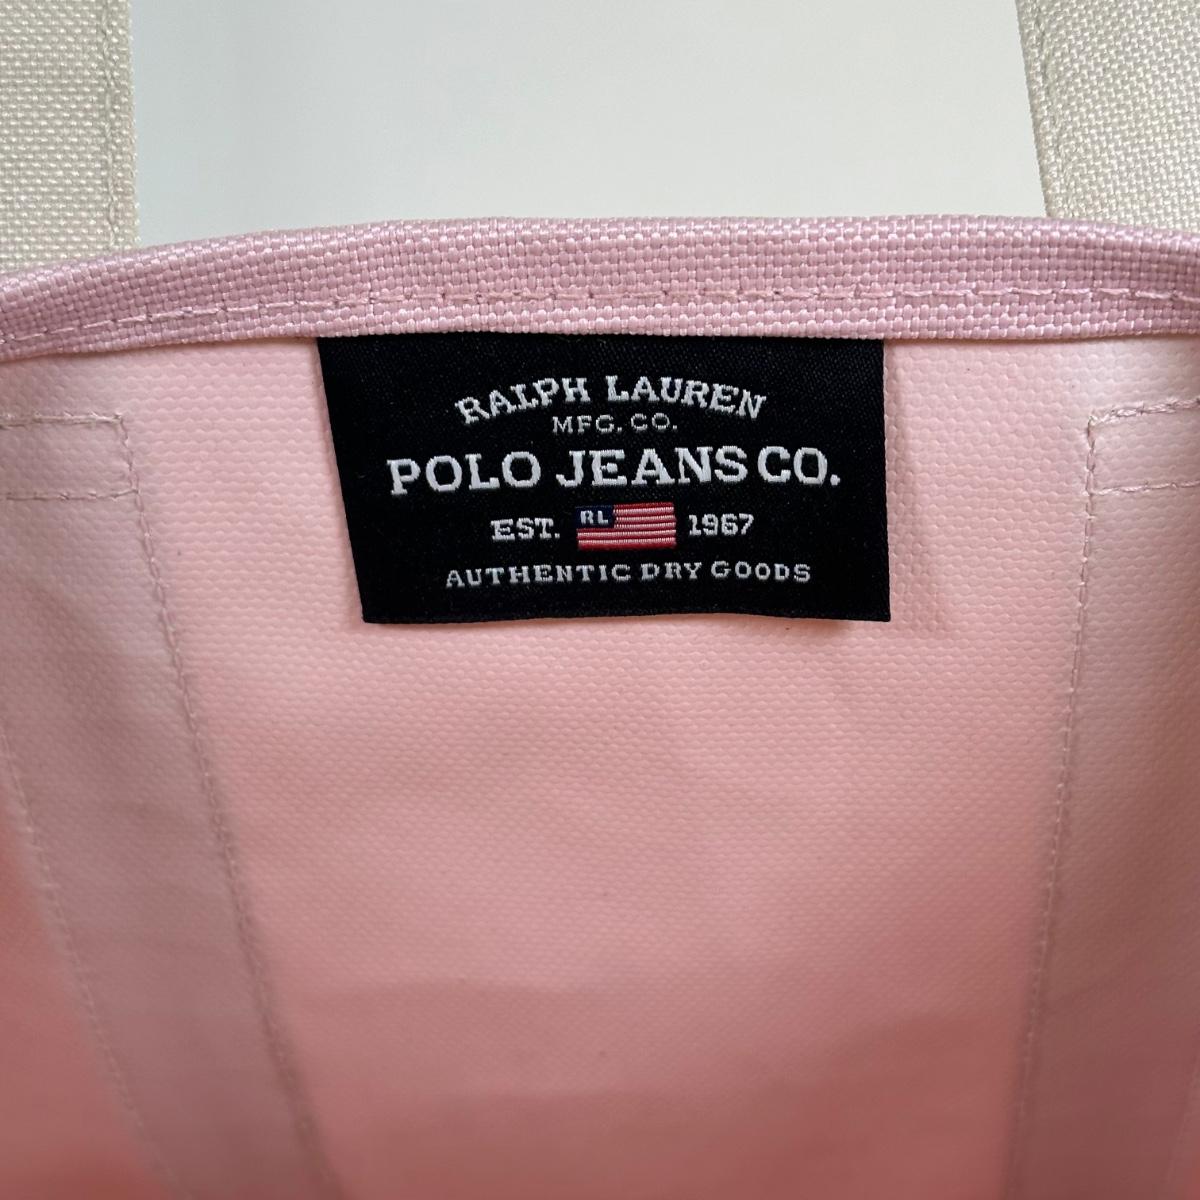 RALPH LAUREN
MFG. CO.
POLO JEANS CO.
EST. RL 1967
AUTHENTIC DRY GOODS